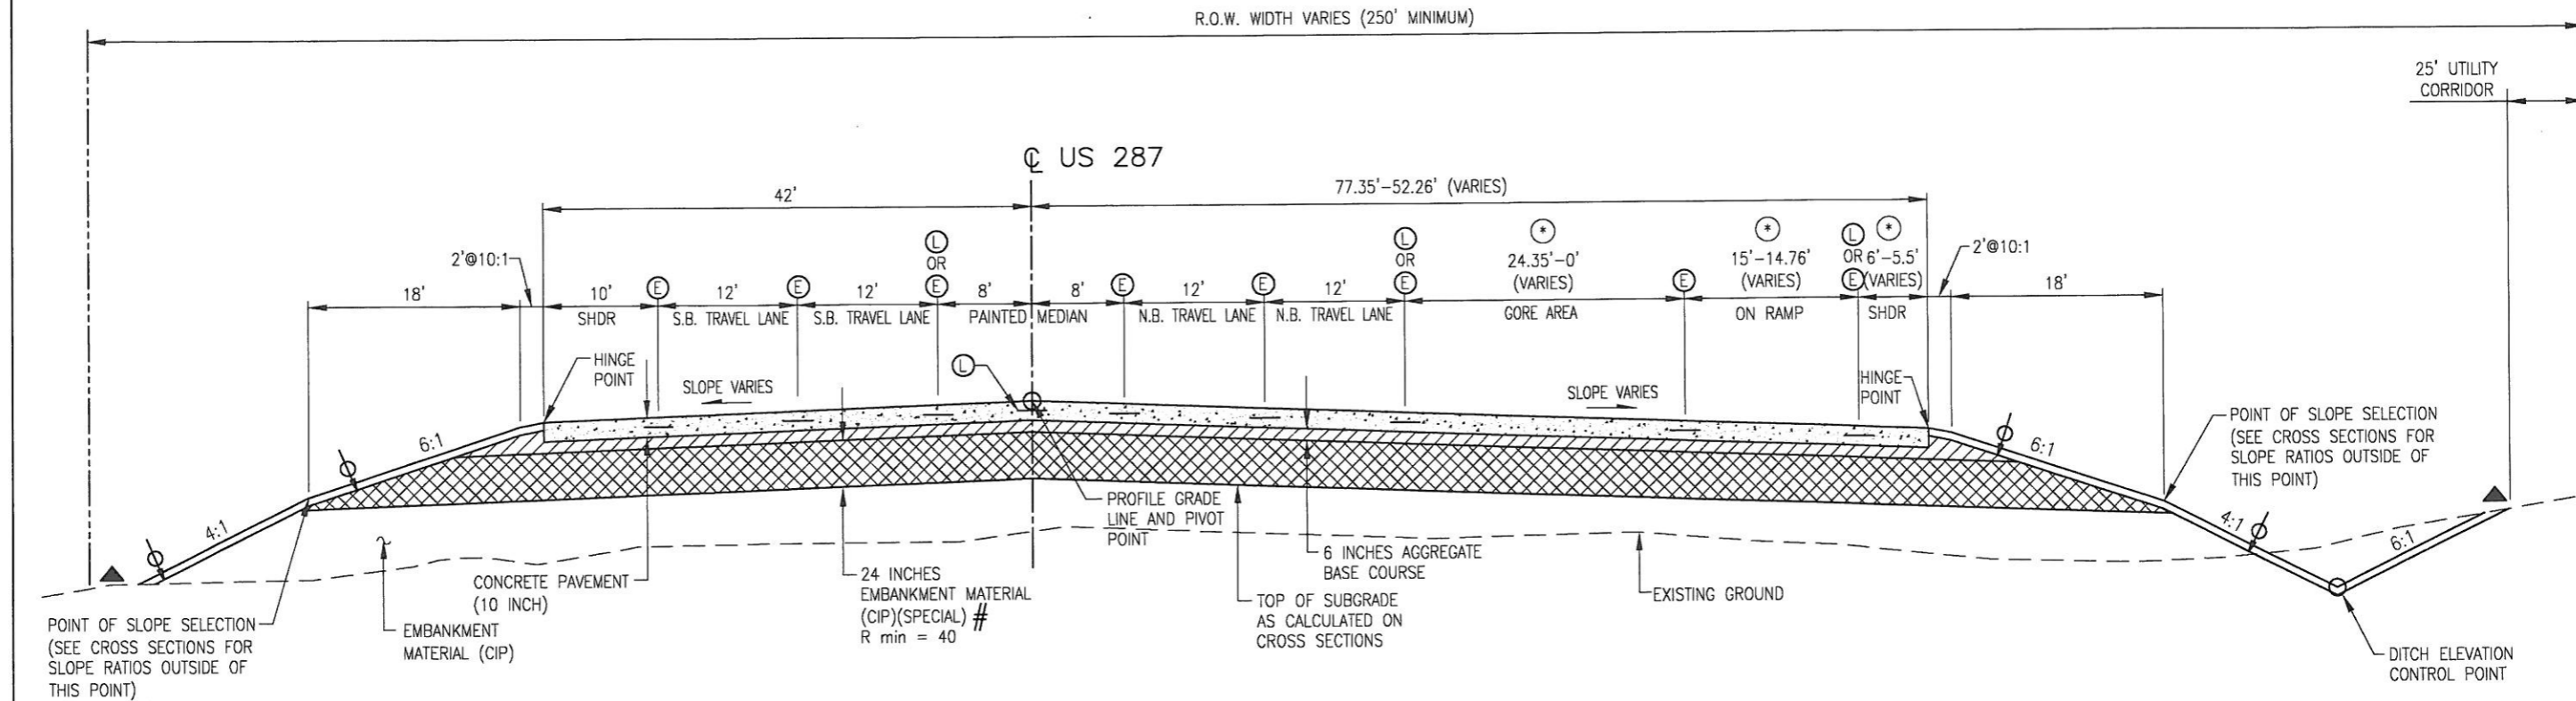 R.O.W. WIDTH VARIES (250' MINIMUM)
25' UTILITY
CORRIDOR
℄ US 287
42'
77.35'-52.26' (VARIES)
2'@10:1
18'
10'
SHDR
E
12'
S.B. TRAVEL LANE
E
12'
S.B. TRAVEL LANE
L
OR
E
8'
8'
PAINTED MEDIAN
E
12'
N.B. TRAVEL LANE
E
12'
N.B. TRAVEL LANE
L
OR
E
*
24.35'-0'
(VARIES)
GORE AREA
E
*
15'-14.76'
(VARIES)
ON RAMP
L
OR
E
*
6'-5.5'
(VARIES)
SHDR
2'@10:1
18'
HINGE
POINT
SLOPE VARIES
L
SLOPE VARIES
HINGE
POINT
6:1
4:1
6:1
4:1
6:1
POINT OF SLOPE SELECTION
(SEE CROSS SECTIONS FOR
SLOPE RATIOS OUTSIDE OF
THIS POINT)
PROFILE GRADE
LINE AND PIVOT
POINT
POINT OF SLOPE SELECTION
(SEE CROSS SECTIONS FOR
SLOPE RATIOS OUTSIDE OF
THIS POINT)
EMBANKMENT
MATERIAL (CIP)
CONCRETE PAVEMENT
(10 INCH)
24 INCHES
EMBANKMENT MATERIAL
(CIP)(SPECIAL) #
R min = 40
6 INCHES AGGREGATE
BASE COURSE
TOP OF SUBGRADE
AS CALCULATED ON
CROSS SECTIONS
EXISTING GROUND
DITCH ELEVATION
CONTROL POINT